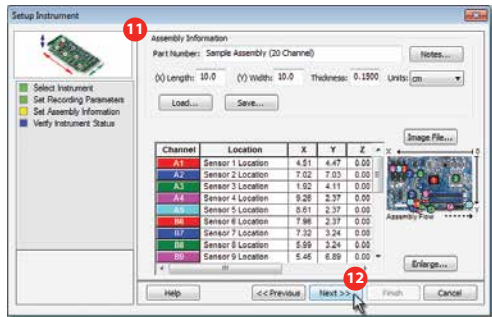 Setup Instrument
11
Assembly Information
Part Number: Sample Assembly (20 Channel)
Notes...
(X) Length: 10.0 (Y) Width: 10.0 Thickness: 0.1500 Units: cm
Load... Save...
Select Instrument
Set Recording Parameters
Set Assembly Information
Verify Instrument Status
Image File...
Channel Location X Y Z
A1 Sensor 1 Location 4.51 4.47 0.00
A2 Sensor 2 Location 7.02 7.03 0.00
A3 Sensor 3 Location 1.92 4.11 0.00
A4 Sensor 4 Location 9.26 2.37 0.00
A5 Sensor 5 Location 8.61 2.37 0.00
B6 Sensor 6 Location 7.96 2.37 0.00
B7 Sensor 7 Location 7.32 3.24 0.00
B8 Sensor 8 Location 5.99 3.24 0.00
B9 Sensor 9 Location 5.46 6.89 0.00
X 0
Y
Assembly Flow
Enlarge...
12
Help << Previous Next >> Finish Cancel